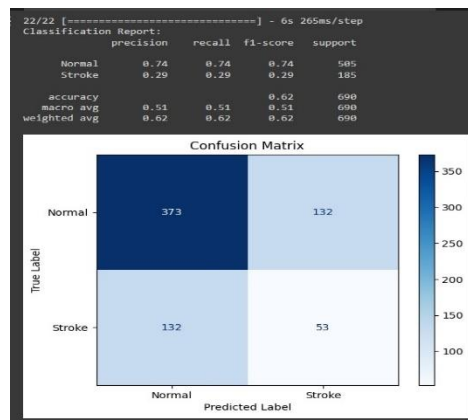 22/22 [==============================] - 6s 265ms/step
Classification Report:
precision recall f1-score support
Normal 0.74 0.74 0.74 505
Stroke 0.29 0.29 0.29 185
accuracy 0.62 690
macro avg 0.51 0.51 0.51 690
weighted avg 0.62 0.62 0.62 690
Confusion Matrix
350
300
250
200
150
100
True Label
Normal 373 132
Stroke 132 53
Normal Stroke
Predicted Label